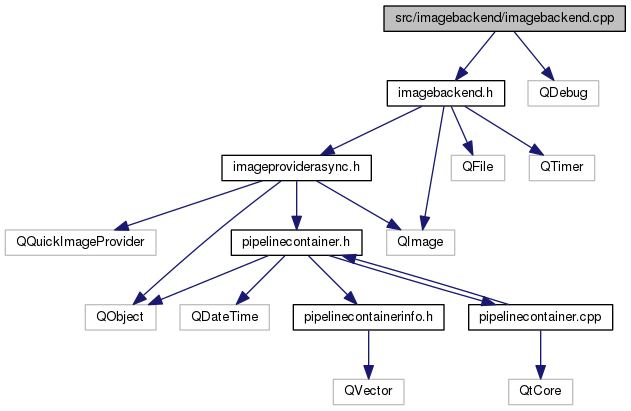 src/imagebackend/imagebackend.cpp
imagebackend.h
QDebug
imageproviderasync.h
QFile
QTimer
QQuickImageProvider
pipelinecontainer.h
QImage
QObject
QDateTime
pipelinecontainerinfo.h
pipelinecontainer.cpp
QVector
QtCore